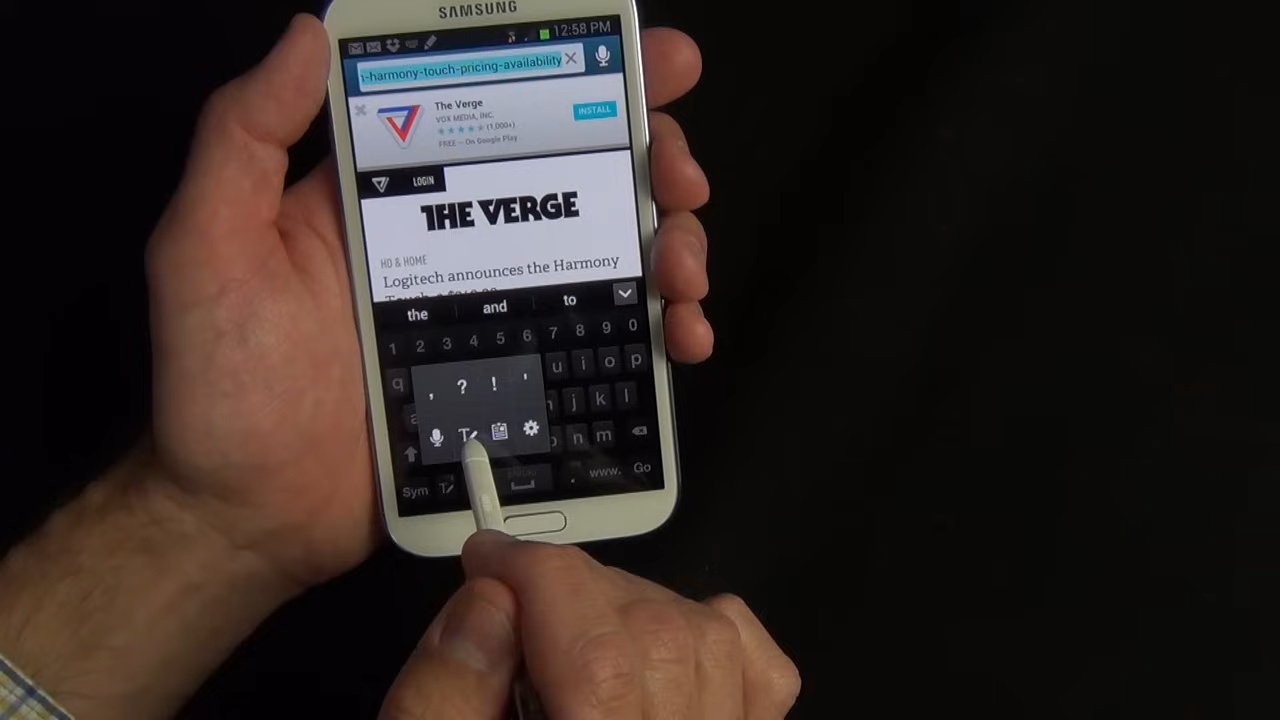 SAMSUNG
12:58 PM
-harmony-touch-pricing-availability
The Verge
VOX MEDIA, INC.
(1,000+)
FREE - On Google Play
INSTALL
LOGIN
THE VERGE
HD & HOME
Logitech announces the Harmony
the and to
1 2 3 4 5 6 7 8 9 0
q u i o p
, ? ! '
j k l
T
n m
Sym T . www. Go